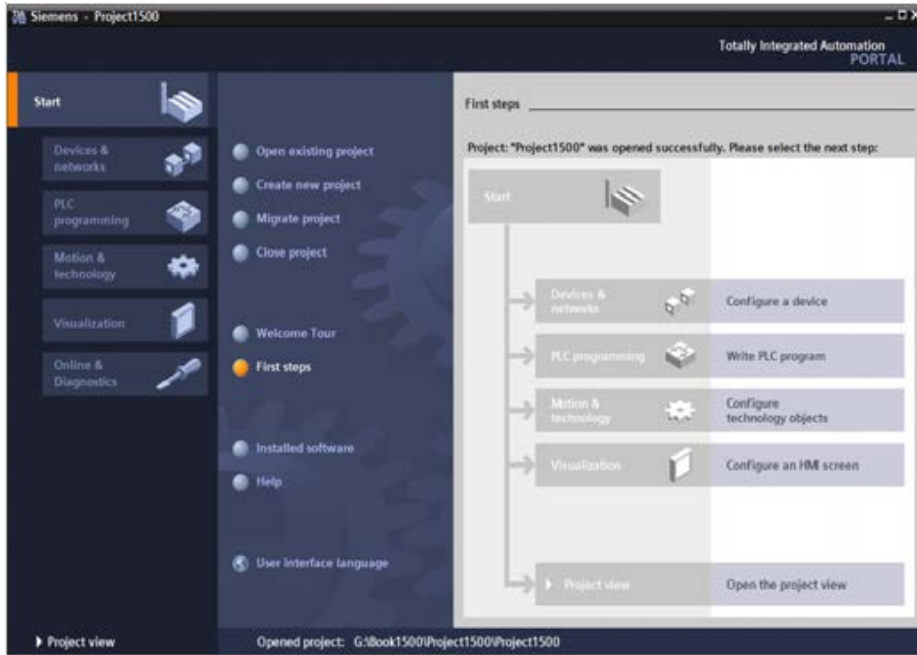 Siemens - Project1500
Totally Integrated Automation
PORTAL
Start
Devices &
networks
PLC
programming
Motion &
technology
Visualization
Online &
Diagnostics
Open existing project
Create new project
Migrate project
Close project
Welcome Tour
First steps
Installed software
Help
User interface language
First steps
Project: "Project1500" was opened successfully. Please select the next step:
Start
Devices &
networks
Configure a device
PLC programming
Write PLC program
Motion &
technology
Configure
technology objects
Visualization
Configure an HMI screen
Project view
Open the project view
Project view
Opened project: G:\Book1500\Project1500\Project1500